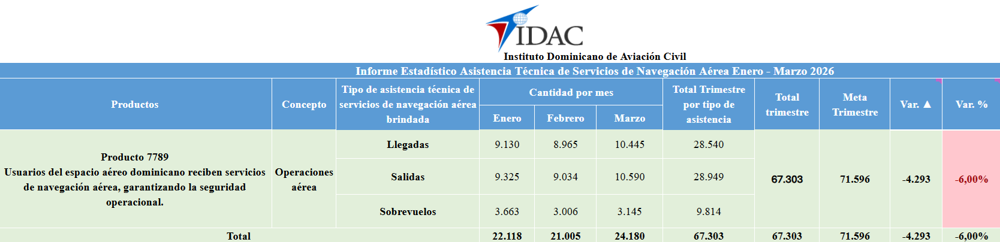 IDAC
Instituto Dominicano de Aviación Civil
Informe Estadístico Asistencia Técnica de Servicios de Navegación Aérea Enero - Marzo 2026
Productos
Concepto
Tipo de asistencia técnica de
servicios de navegación aérea
brindada
Cantidad por mes
Enero
Febrero
Marzo
Total Trimestre
por tipo de
asistencia
Total
trimestre
Meta
Trimestre
Var. ▲
Var. %
Producto 7789
Usuarios del espacio aéreo dominicano reciben servicios
de navegación aérea, garantizando la seguridad
operacional.
Operaciones
aérea
Llegadas
9.130
8.965
10.445
28.540
Salidas
9.325
9.034
10.590
28.949
Sobrevuelos
3.663
3.006
3.145
9.814
67.303
71.596
-4.293
-6,00%
Total
22.118
21.005
24.180
67.303
67.303
71.596
-4.293
-6,00%